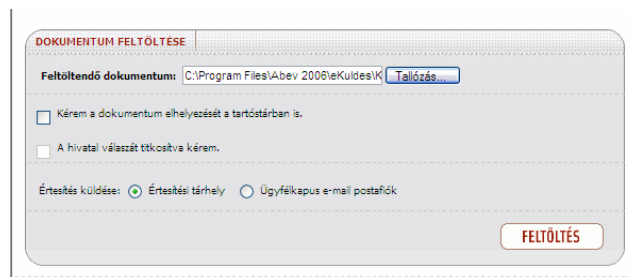 DOKUMENTUM FELTÖLTÉSE
Feltöltendő dokumentum: C:\Program Files\Abev 2006\eKuldes\K Tallózás...
Kérem a dokumentum elhelyezését a tartóstárban is.
A hivatal válaszát titkosítva kérem.
Értesítés küldése: Értesítési tárhely Ügyfélkapus e-mail postafiók
FELTÖLTÉS